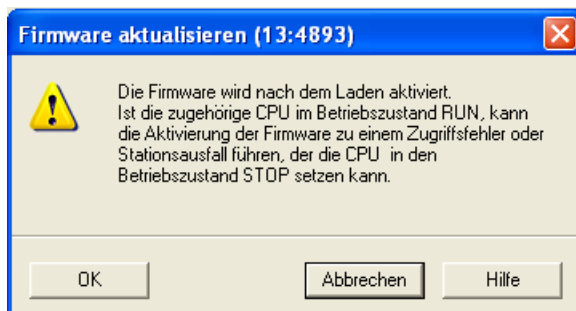 Firmware aktualisieren (13:4893)
Die Firmware wird nach dem Laden aktiviert.
Ist die zugehörige CPU im Betriebszustand RUN, kann
die Aktivierung der Firmware zu einem Zugriffsfehler oder
Stationsausfall führen, der die CPU in den
Betriebszustand STOP setzen kann.
OK
Abbrechen
Hilfe